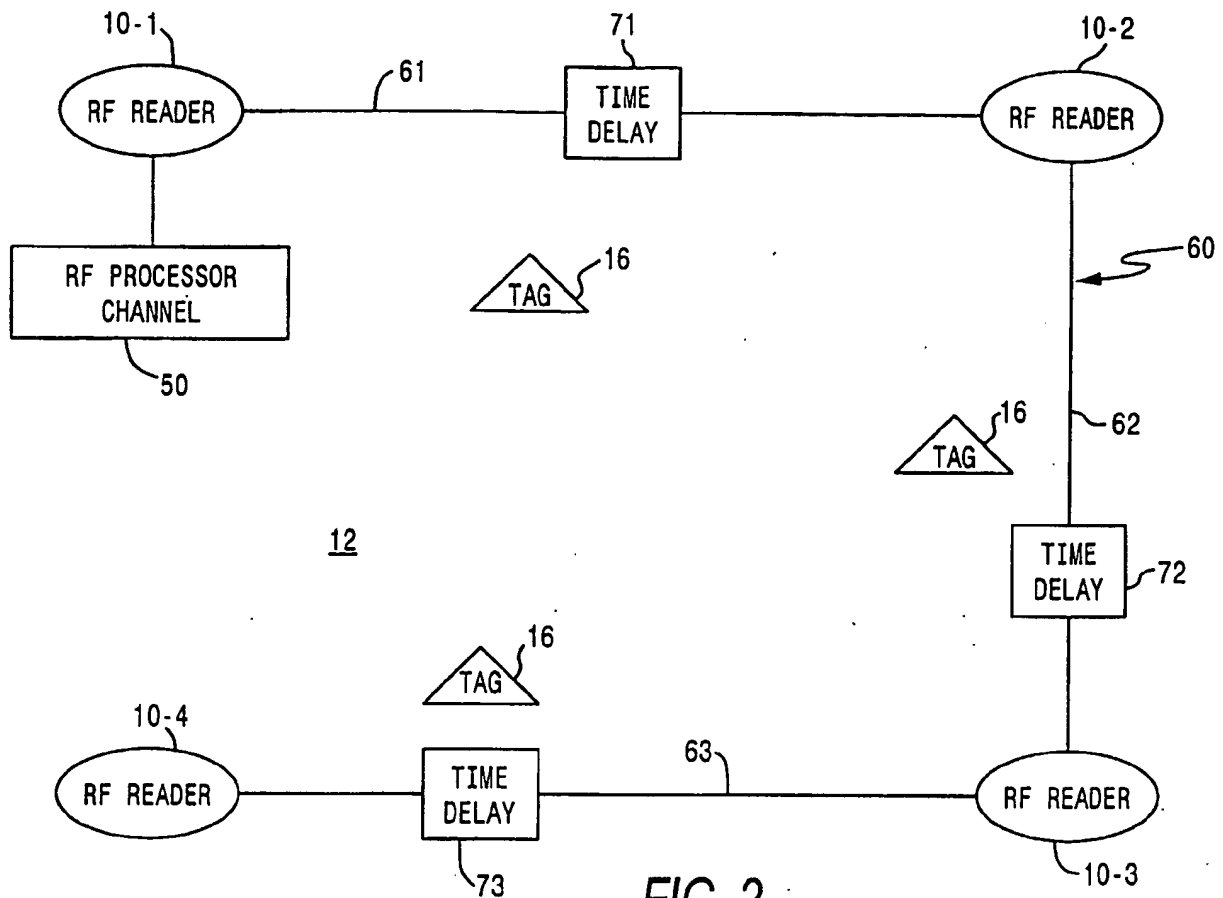 10-1
71
10-2
61
RF READER
TIME
DELAY
RF READER
60
RF PROCESSOR
CHANNEL
16
TAG
50
16
TAG
62
12
TIME
DELAY
72
16
TAG
10-4
63
RF READER
TIME
DELAY
RF READER
73
10-3
FIG. 2